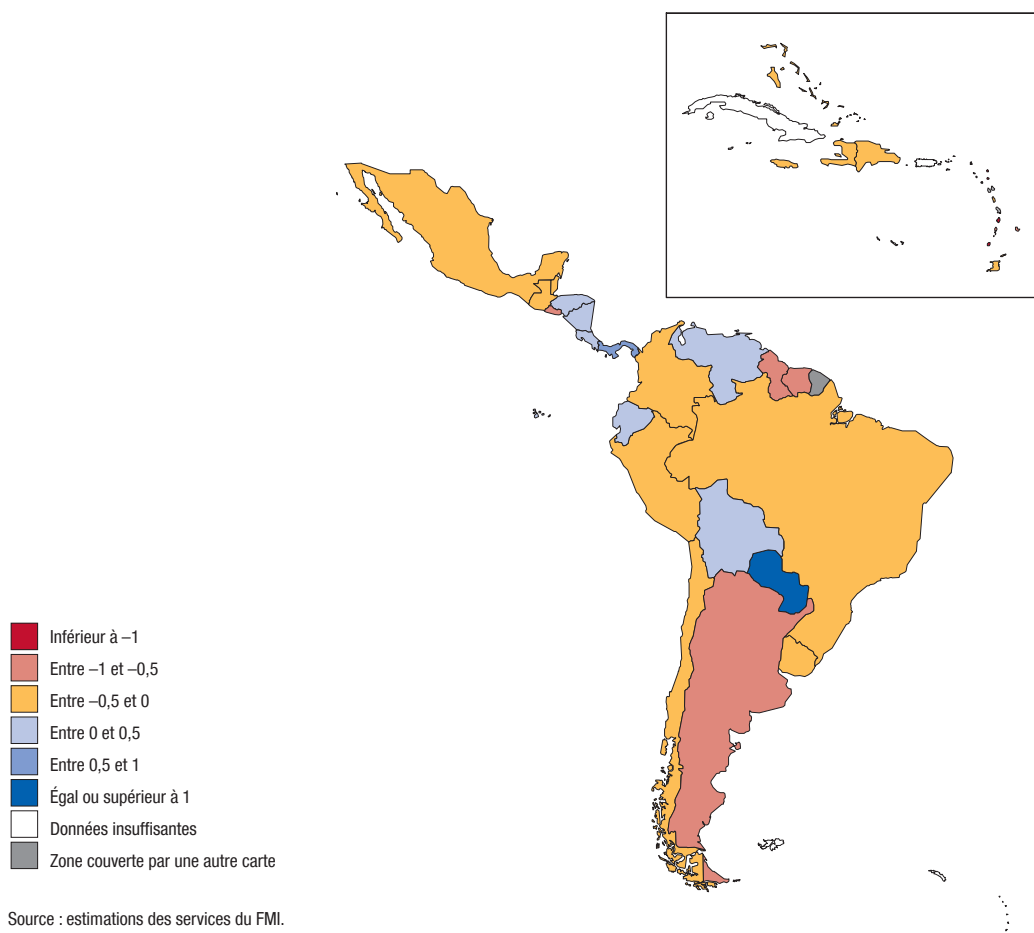 Inférieur à –1
Entre –1 et –0,5
Entre –0,5 et 0
Entre 0 et 0,5
Entre 0,5 et 1
Égal ou supérieur à 1
Données insuffisantes
Zone couverte par une autre carte
Source : estimations des services du FMI.